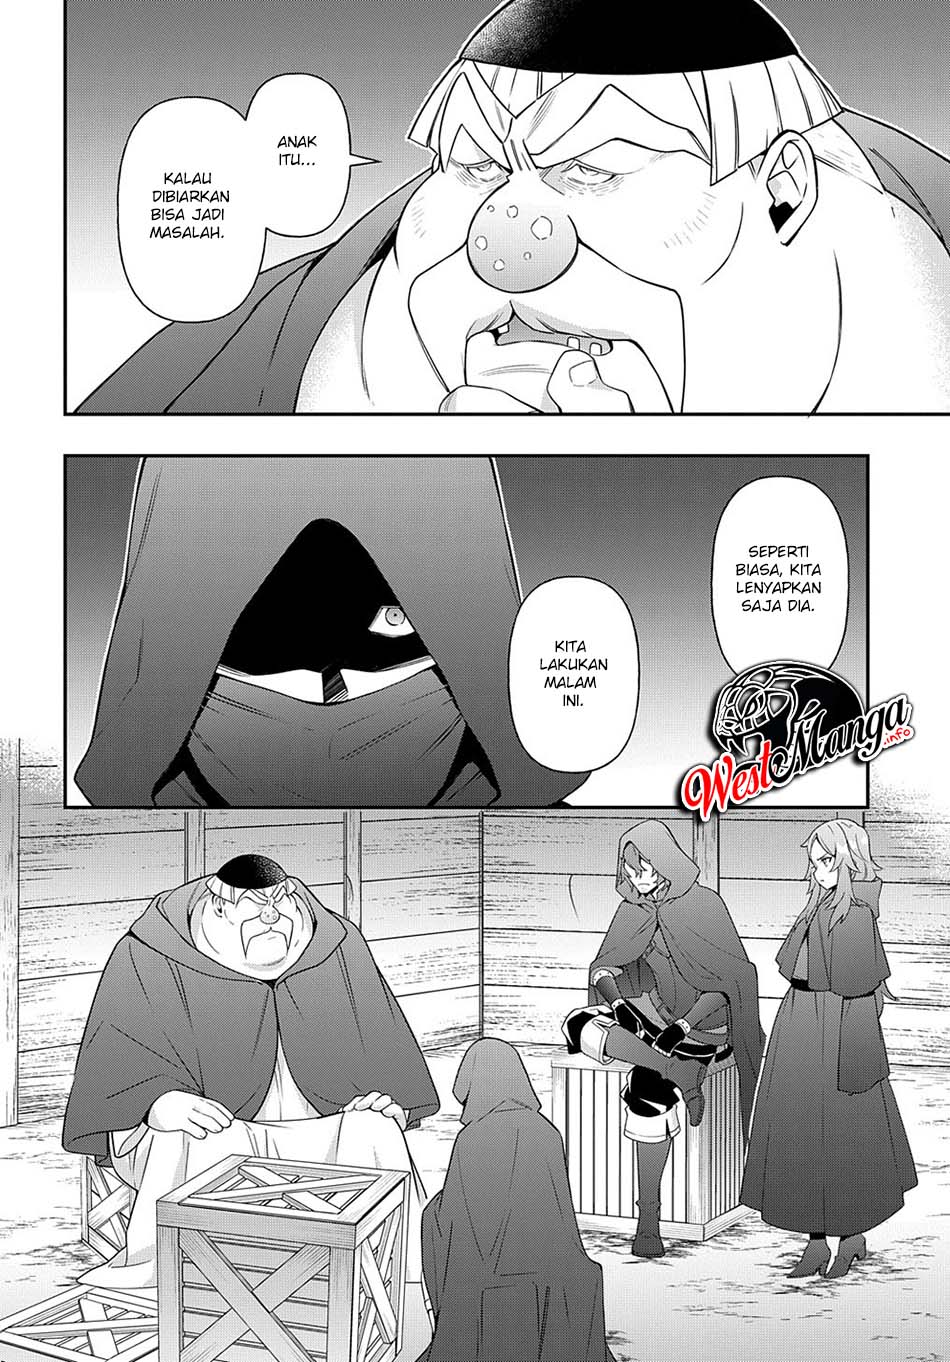 ANAK
ITU...
KALAU
DIBIARKAN
BISA JADI
MASALAH.
SEPERTI
BIASA, KITA
LENYAPKAN
SAJA DIA.
KITA
LAKUKAN
MALAM
INI.
WestManga
.info